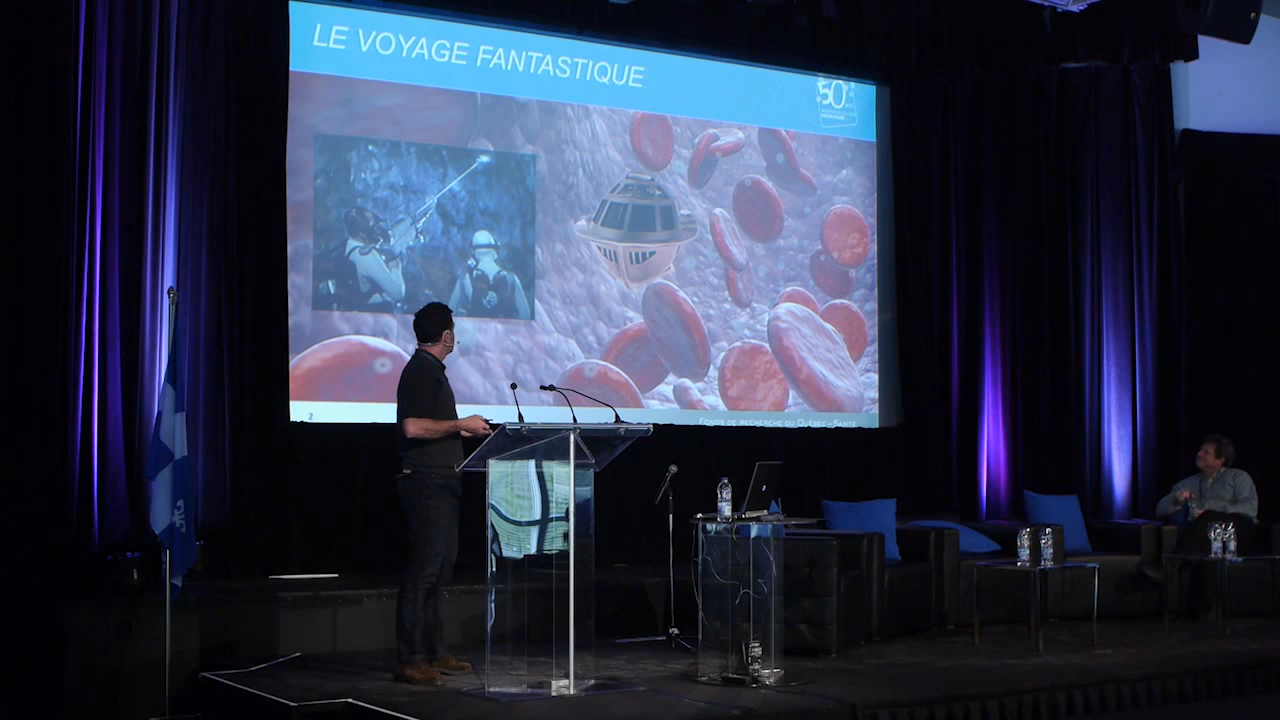 LE VOYAGE FANTASTIQUE
50
2
FONDS DE RECHERCHE DU QUÉBEC – SANTÉ